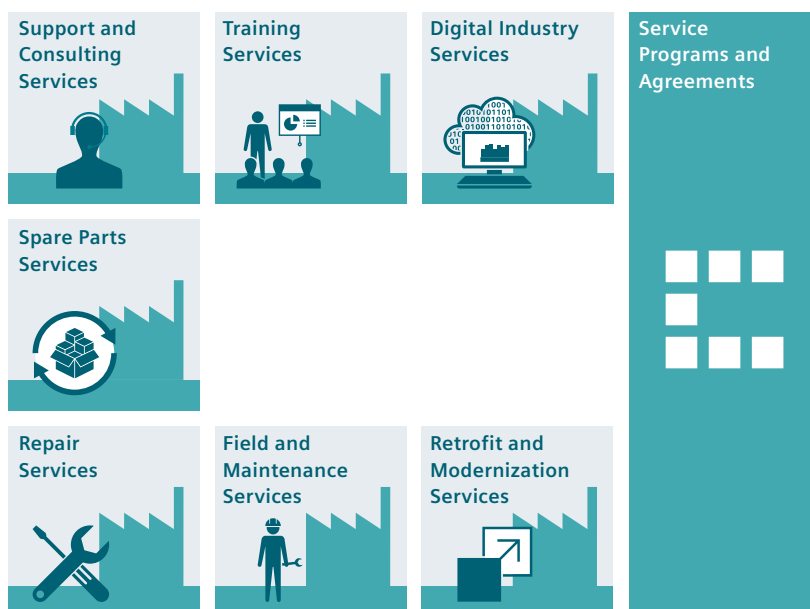 Support and
Consulting
Services
Training
Services
Digital Industry
Services
Service
Programs and
Agreements
Spare Parts
Services
Repair
Services
Field and
Maintenance
Services
Retrofit and
Modernization
Services